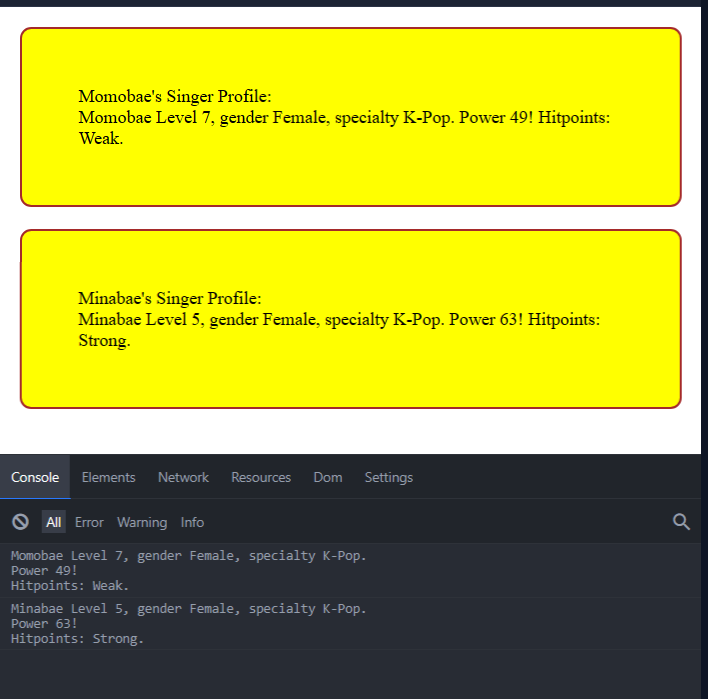 Momobae's Singer Profile:
Momobae Level 7, gender Female, specialty K-Pop. Power 49! Hitpoints:
Weak.
Minabae's Singer Profile:
Minabae Level 5, gender Female, specialty K-Pop. Power 63! Hitpoints:
Strong.
Console Elements Network Resources Dom Settings
All Error Warning Info
Momobae Level 7, gender Female, specialty K-Pop.
Power 49!
Hitpoints: Weak.
Minabae Level 5, gender Female, specialty K-Pop.
Power 63!
Hitpoints: Strong.